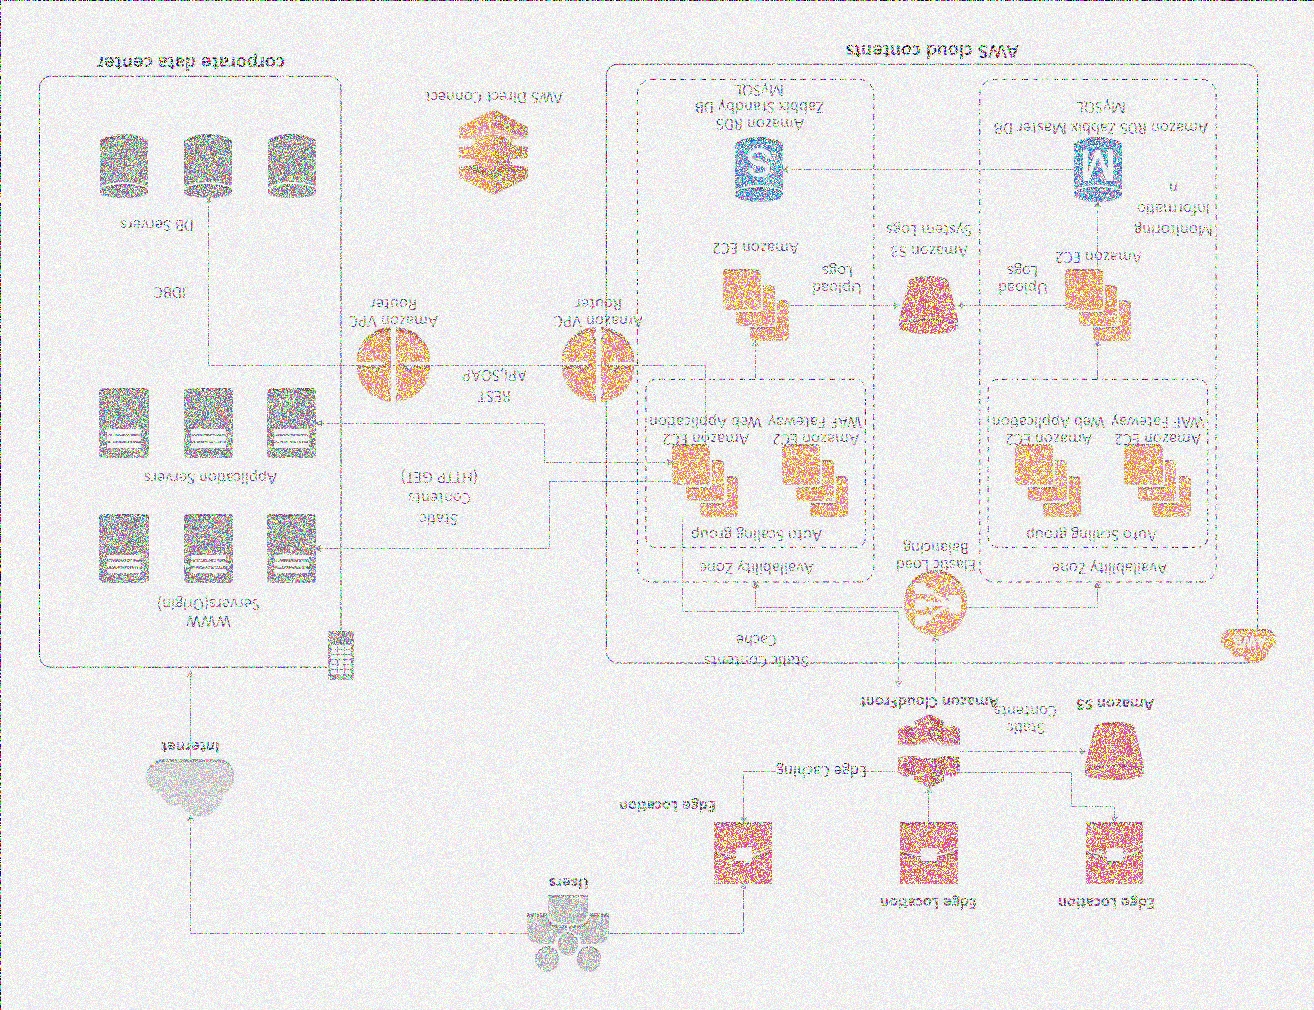 Users
Edge Location
Edge Location
Edge Location
Edge Caching
Internet
Amazon S3
Static
Contents
Amazon CloudFront
Static Contents
Cache
WWW
Servers(Origin)
Availability Zone
Elastic Load
Balancing
Availability Zone
Auto Scaling group
Auto Scaling group
Static
Contents
(HTTP GET)
Application Servers
Amazon EC2
Amazon EC2
WAF Fateway Web Application
Amazon EC2
Amazon EC2
WAF Fateway Web Application
REST
API,SOAP
Amazon VPC
Router
Amazon VPC
Router
JDBC
Upload
Logs
Upload
Logs
Amazon EC2
Amazon S3
System Logs
Amazon EC2
Monitoring
Informatio
n
DB Servers
M
S
Amazon RDS Zabbix Master DB
MySQL
Amazon RDS
Zabbix Standby DB
MySQL
AWS Direct Connect
AWS cloud contents
corporate data center